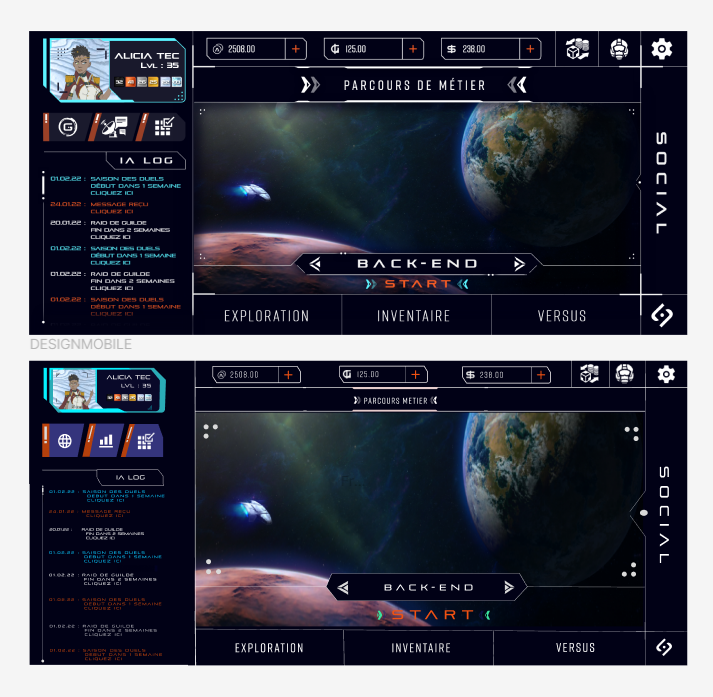 ALICIA TEC
LVL : 35
2508.00 +
125.00 +
238.00 +
PARCOURS DE MÉTIER
IA LOG
01.02.22 : SAISON DES DUELS
DÉBUT DANS 1 SEMAINE
CLIQUEZ ICI
24.01.22 : MESSAGE REÇU
CLIQUEZ ICI
20.01.22 : RAID DE GUILDE
FIN DANS 2 SEMAINES
CLIQUEZ ICI
01.02.22 : SAISON DES DUELS
DÉBUT DANS 1 SEMAINE
CLIQUEZ ICI
01.02.22 : RAID DE GUILDE
FIN DANS 2 SEMAINES
CLIQUEZ ICI
01.02.22 : SAISON DES DUELS
DÉBUT DANS 1 SEMAINE
CLIQUEZ ICI
BACK-END
START
EXPLORATION
INVENTAIRE
VERSUS
SOCIAL
DESIGNMOBILE
ALICIA TEC
LVL : 35
2508.00 +
125.00 +
238.00 +
PARCOURS METIER
IA LOG
01.02.22 : SAISON DES DUELS
DEBUT DANS 1 SEMAINE
CLIQUEZ ICI
23.01.22 : MESSAGE RECU
CLIQUEZ ICI
20.01.22 : RAID DE GUILDE
FIN DANS 2 SEMAINES
CLIQUEZ ICI
01.02.22 : SAISON DES DUELS
DEBUT DANS 1 SEMAINE
CLIQUEZ ICI
01.02.22 : RAID DE GUILDE
FIN DANS 2 SEMAINES
CLIQUEZ ICI
01.02.22 : SAISON DES DUELS
DEBUT DANS 1 SEMAINE
CLIQUEZ ICI
01.02.22 : RAID DE GUILDE
FIN DANS 2 SEMAINES
CLIQUEZ ICI
01.02.22 : SAISON DES DUELS
DEBUT DANS 1 SEMAINE
CLIQUEZ ICI
BACK-END
START
EXPLORATION
INVENTAIRE
VERSUS
SOCIAL